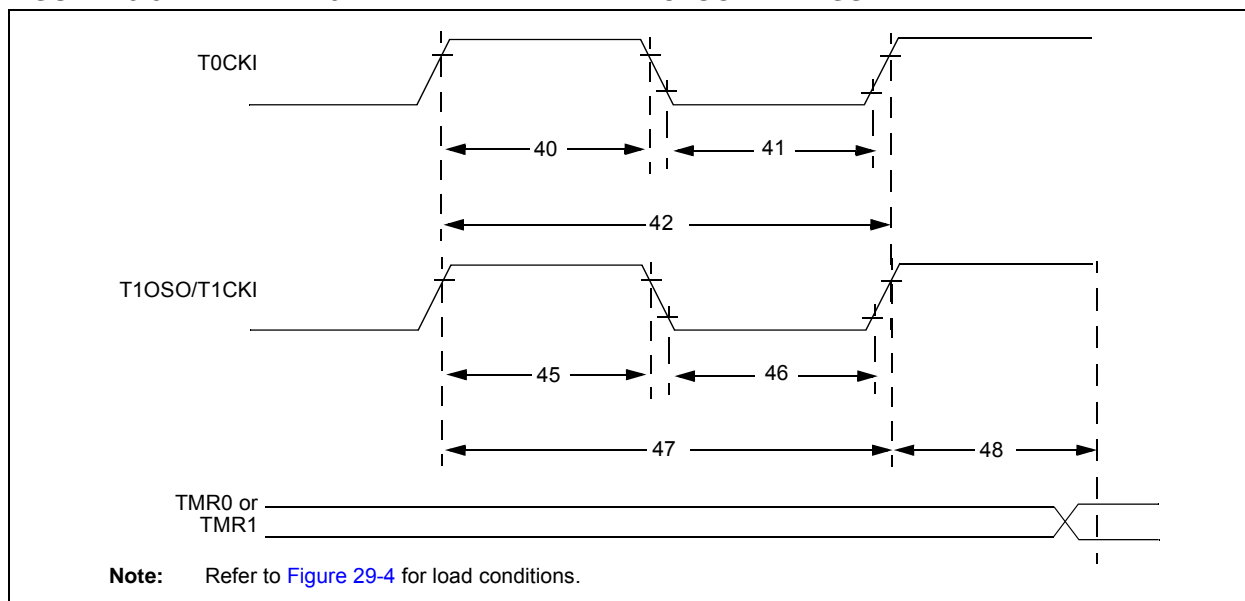 T0CKI
40
41
42
T1OSO/T1CKI
45
46
47
48
TMR0 or
TMR1
Note: Refer to Figure 29-4 for load conditions.